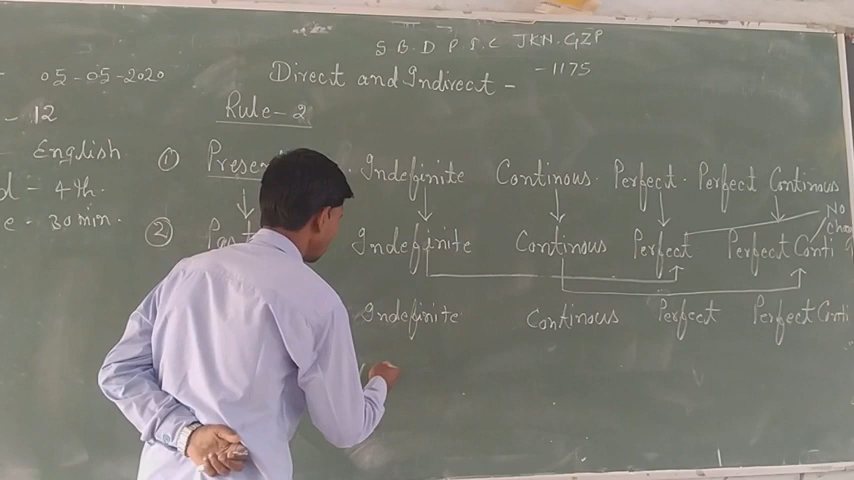 S B. D P. S. C JKN. GZP
05-05-2020
Direct and Indirect - -1175
- 12
Rule-2
English
① Presen Indefinite Continous. Perfect. Perfect Continous
d - 4th.
e - 30 min.
No
② Past Indefinite Continous Perfect Perfect Conti
Indefinite Continous Perfect Perfect Conti